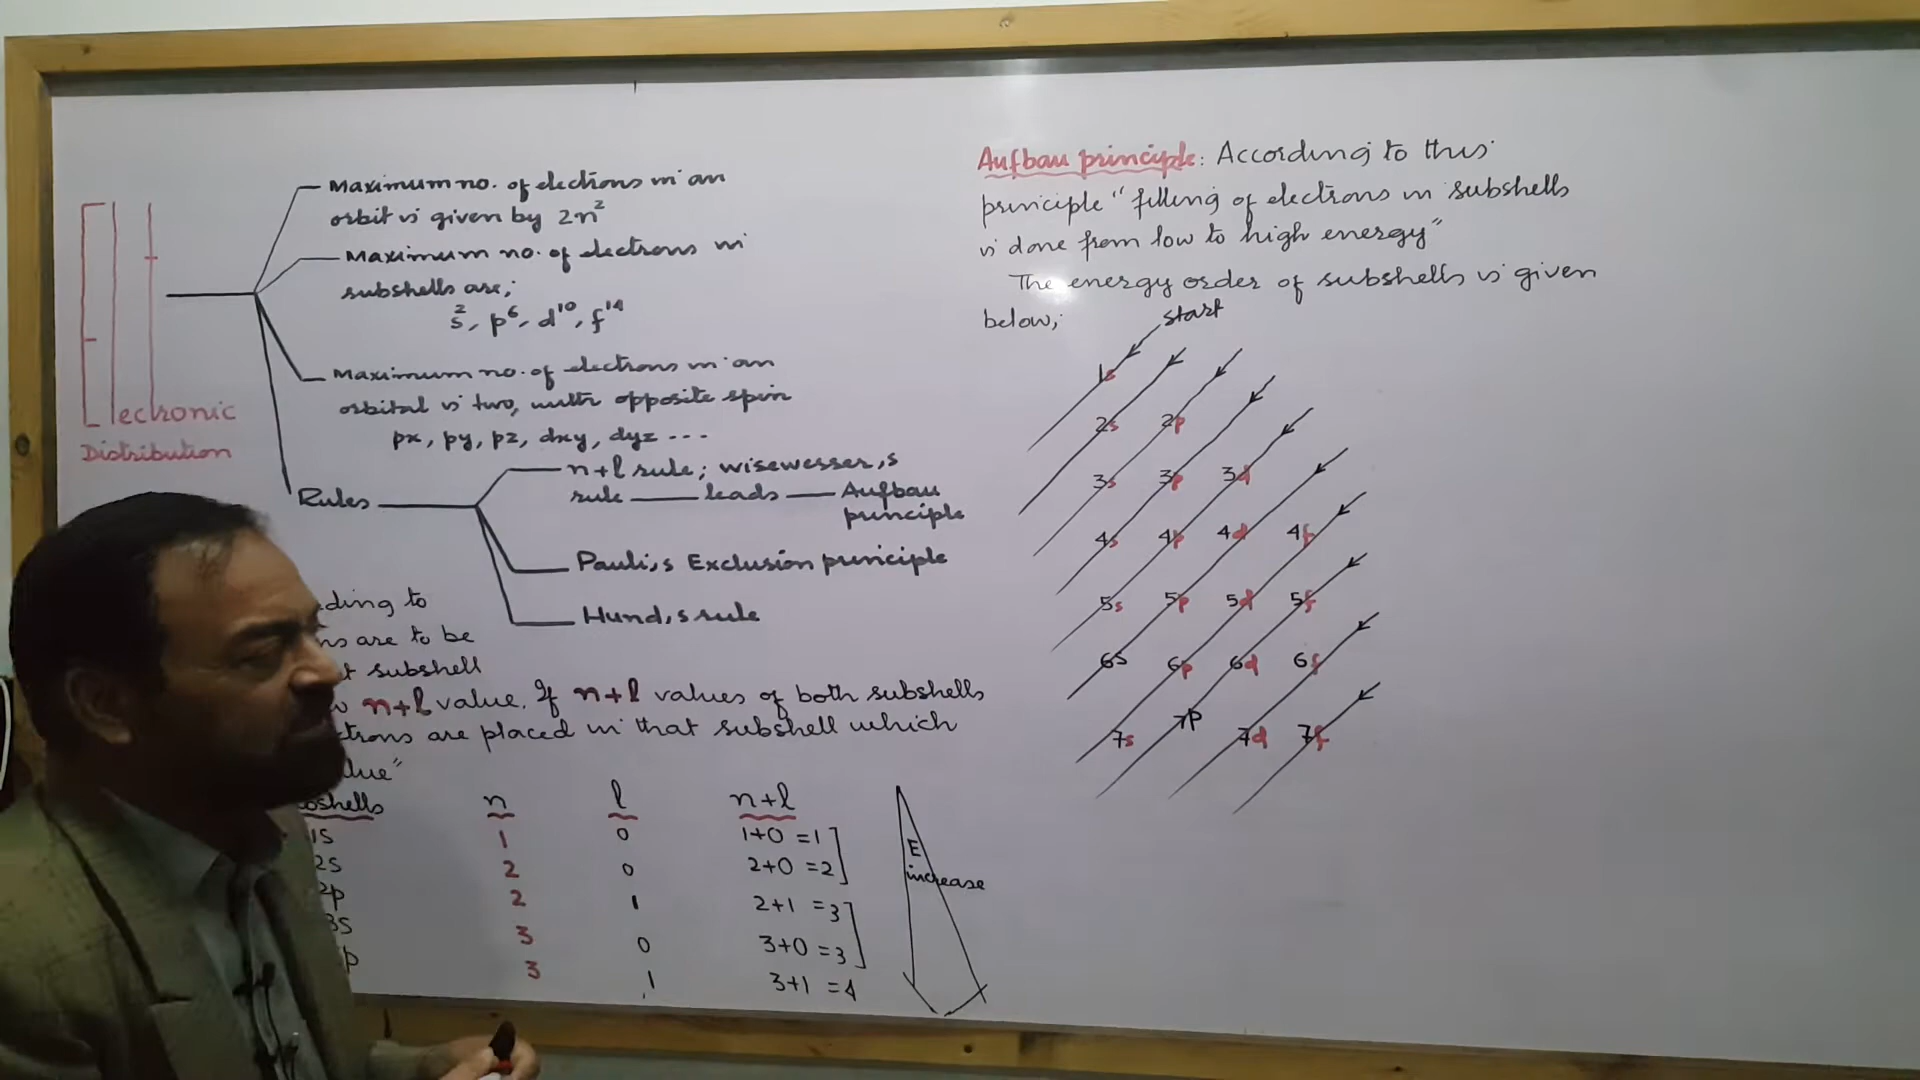 Electronic
Distribution
Maximum no. of electrons in an
orbit is given by 2n²
Maximum no. of electrons in
subshells are;
s², p⁶, d¹⁰, f¹⁴
Maximum no. of electrons in an
orbital is two, with opposite spin
px, py, pz, dxy, dyz ---
Rules
n+l rule; wisewesser,s
rule — leads — Aufbau
principle
Pauli,s Exclusion principle
Hund,s rule
ding to
ns are to be
t subshell
n+l value. If n+l values of both subshells
trons are placed in that subshell which
lue"
bshells n l n+l
1s 1 0 1+0 =1
2s 2 0 2+0 =2
2p 2 1 2+1 =3
3s 3 0 3+0 =3
p 3 1 3+1 =4
E
increase
Aufbau principle: According to this
principle "filling of electrons in subshells
is done from low to high energy"
The energy order of subshells is given
below;
start
1s
2s 2p
3s 3p 3d
4s 4p 4d 4f
5s 5p 5d 5f
6s 6p 6d 6f
7s 7p 7d 7f